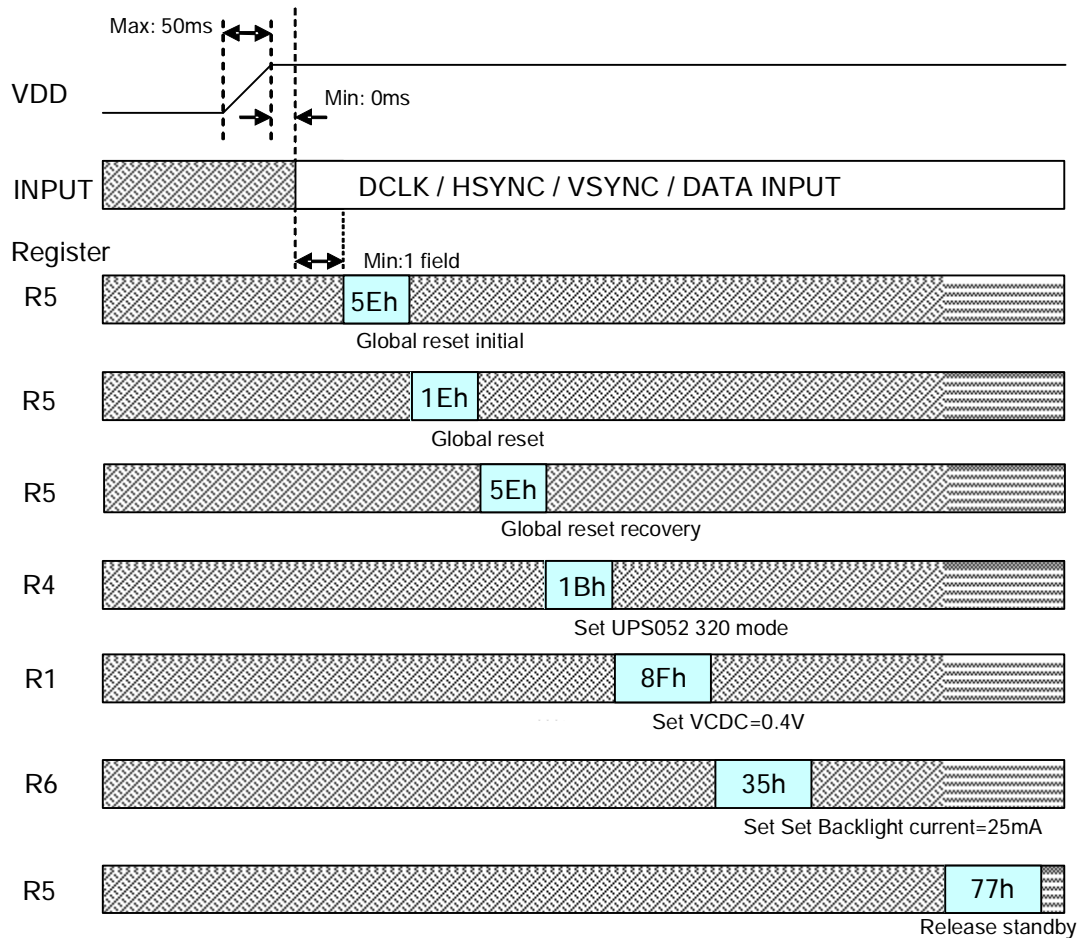 Max: 50ms
VDD
Min: 0ms
INPUT
DCLK / HSYNC / VSYNC / DATA INPUT
Register
Min:1 field
R5
5Eh
Global reset initial
R5
1Eh
Global reset
R5
5Eh
Global reset recovery
R4
1Bh
Set UPS052 320 mode
R1
8Fh
Set VCDC=0.4V
R6
35h
Set Set Backlight current=25mA
R5
77h
Release standby